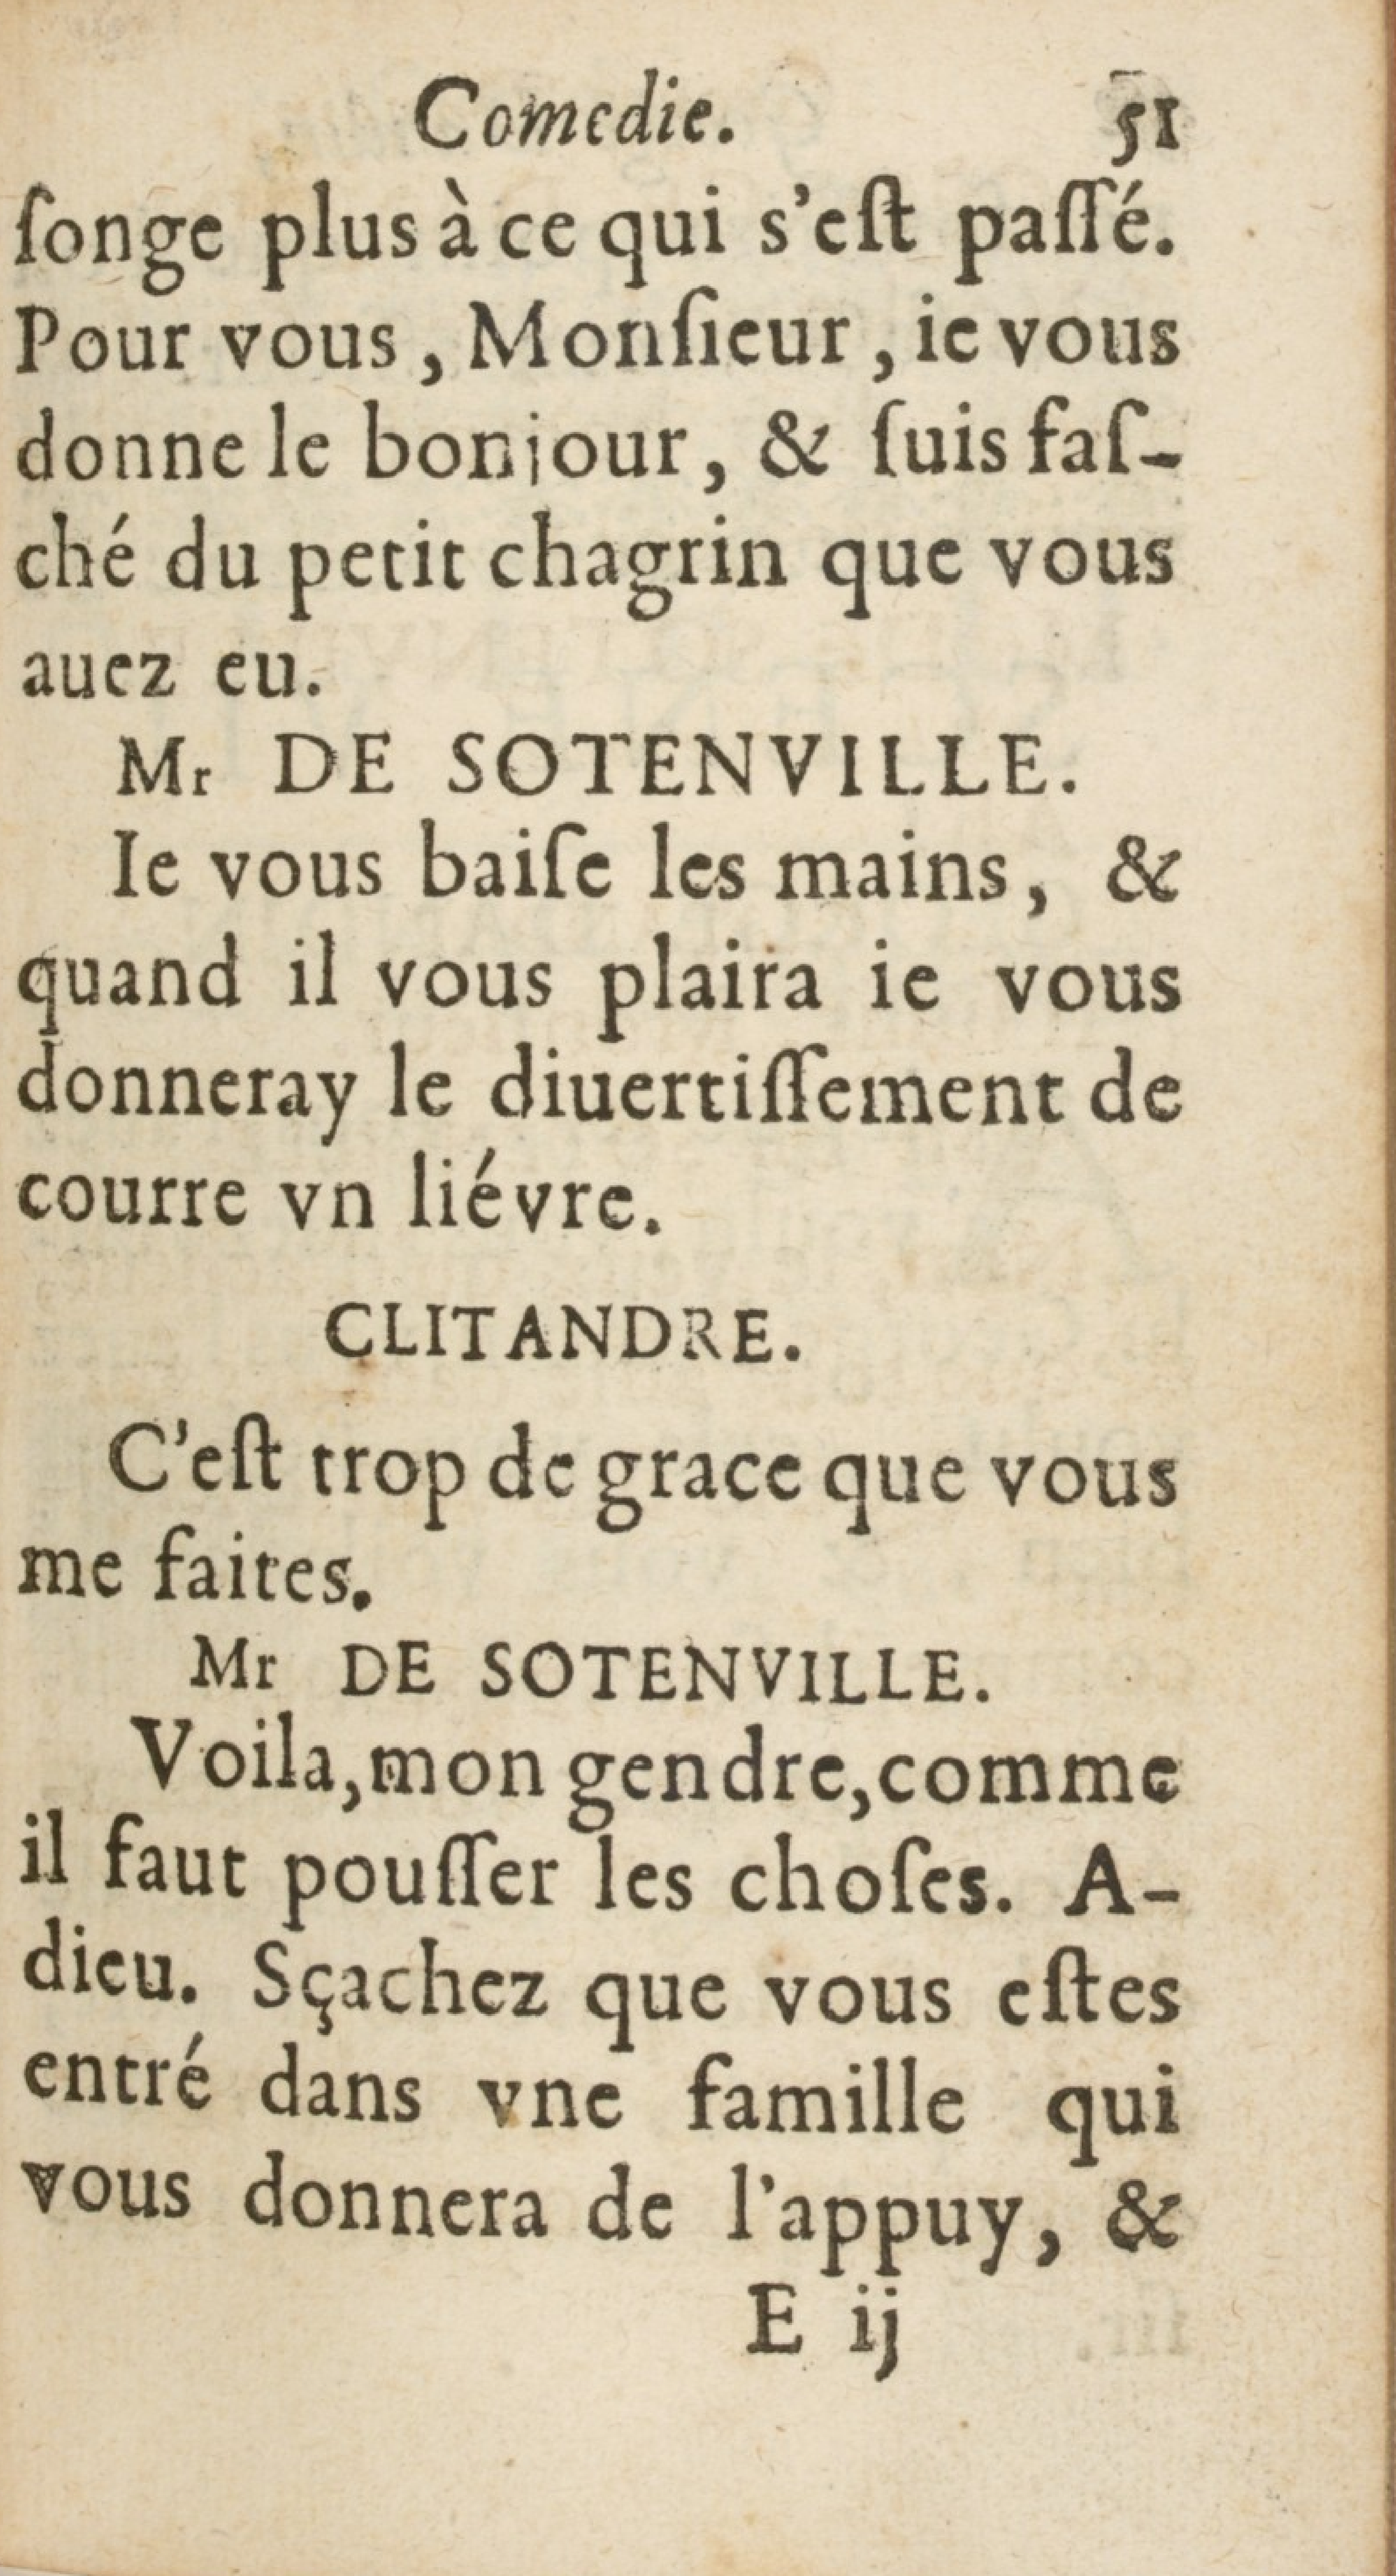 Comedie. 51
ſonge plus à ce qui s'eſt paſſé.
Pour vous, Monſieur, ie vous
donne le bonjour, & ſuis faſ-
ché du petit chagrin que vous
auez eu.
Mr DE SOTENVILLE.
Ie vous baiſe les mains, &
quand il vous plaira ie vous
donneray le diuertiſſement de
courre vn liévre.
CLITANDRE.
C'eſt trop de grace que vous
me faites.
Mr DE SOTENVILLE.
Voila, mon gendre, comme
il faut pouſſer les choſes. A-
dieu. Sçachez que vous eſtes
entré dans vne famille qui
vous donnera de l'appuy, &
E ij